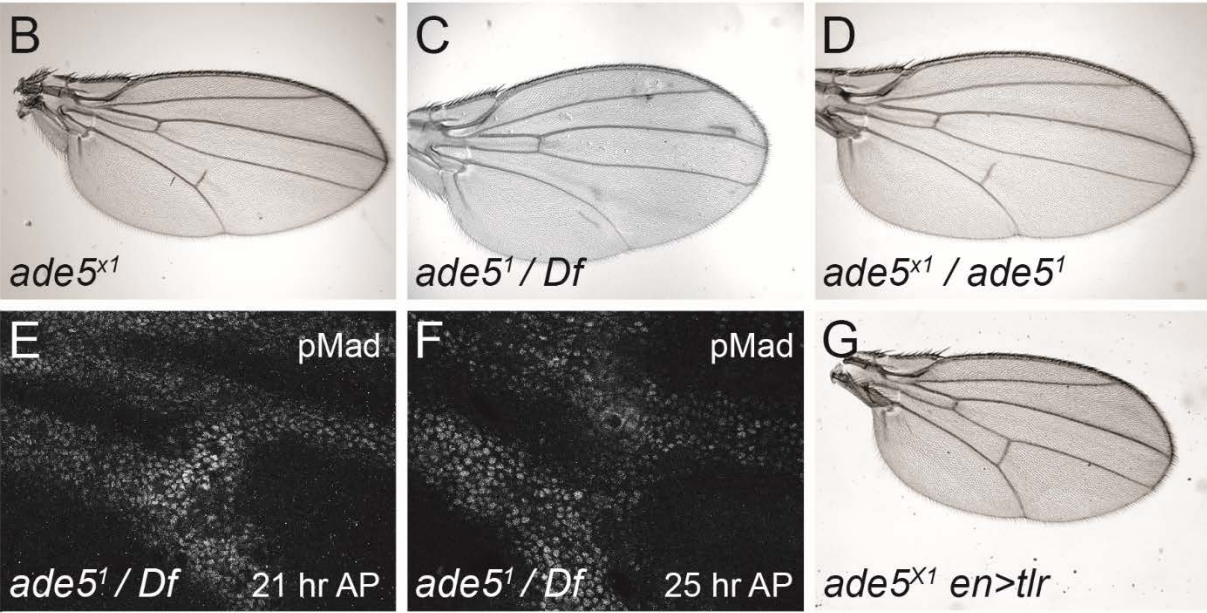 B
ade5ˣ¹
C
ade5¹ / Df
D
ade5ˣ¹ / ade5¹
E
pMad
ade5¹ / Df 21 hr AP
F
pMad
ade5¹ / Df 25 hr AP
G
ade5ˣ¹ en>tlr